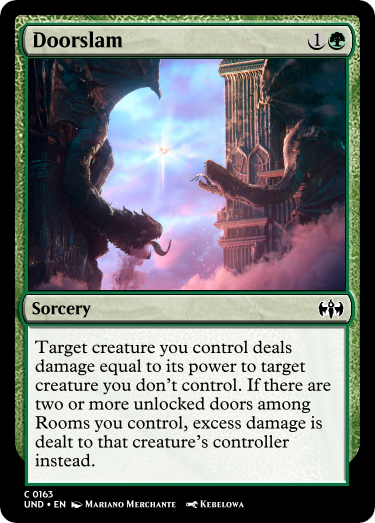 Doorslam 1
Sorcery
Target creature you control deals
damage equal to its power to target
creature you don't control. If there are
two or more unlocked doors among
Rooms you control, excess damage is
dealt to that creature's controller
instead.
C 0163
UND • EN Mariano Merchante Kebelowa